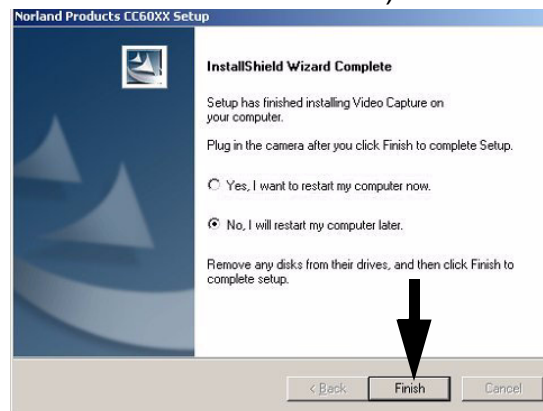 Norland Products CC60XX Setup
InstallShield Wizard Complete
Setup has finished installing Video Capture on
your computer.
Plug in the camera after you click Finish to complete Setup.
Yes, I want to restart my computer now.
No, I will restart my computer later.
Remove any disks from their drives, and then click Finish to
complete setup.
< Back
Finish
Cancel